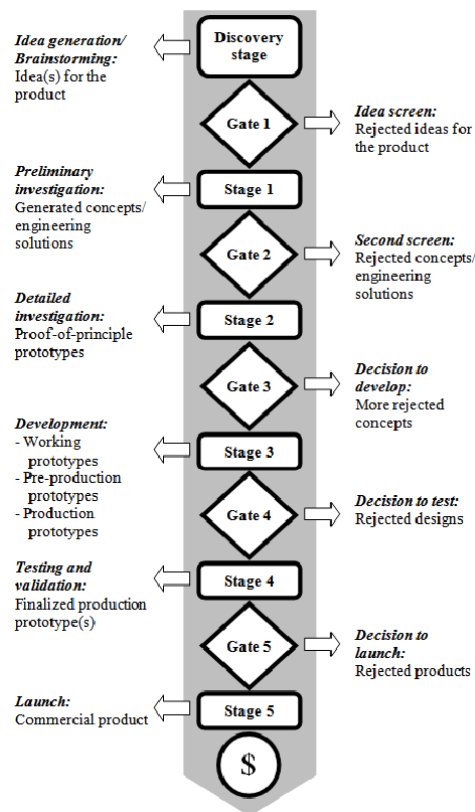 Idea generation/
Brainstorming:
Idea(s) for the
product
Discovery
stage
Gate 1
Idea screen:
Rejected ideas for
the product
Preliminary
investigation:
Generated concepts/
engineering
solutions
Stage 1
Gate 2
Second screen:
Rejected concepts/
engineering
solutions
Detailed
investigation:
Proof-of-principle
prototypes
Stage 2
Gate 3
Decision to
develop:
More rejected
concepts
Development:
- Working
prototypes
- Pre-production
prototypes
- Production
prototypes
Stage 3
Gate 4
Decision to test:
Rejected designs
Testing and
validation:
Finalized production
prototype(s)
Stage 4
Gate 5
Decision to
launch:
Rejected products
Launch:
Commercial product
Stage 5
$